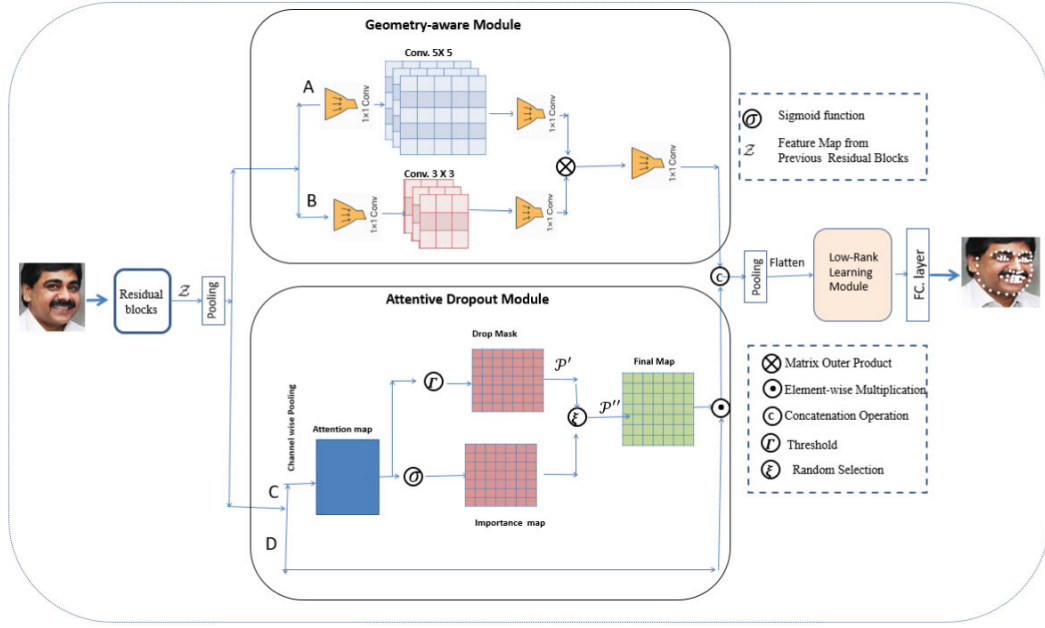 Geometry-aware Module
Conv. 5X 5
A
1×1 Conv
1×1 Conv
1×1 Conv
B
Conv. 3 X 3
1×1 Conv
1×1 Conv
σ Sigmoid function
Z Feature Map from
Previous Residual Blocks
Residual
blocks
Z
Pooling
C
Pooling
Flatten
Low-Rank
Learning
Module
FC. layer
Attentive Dropout Module
Channel wise Pooling
C
D
Attention map
Γ
σ
Drop Mask
P′
Importance map
ξ
P′′
Final Map
Matrix Outer Product
Element-wise Multiplication
C Concatenation Operation
Γ Threshold
ξ Random Selection